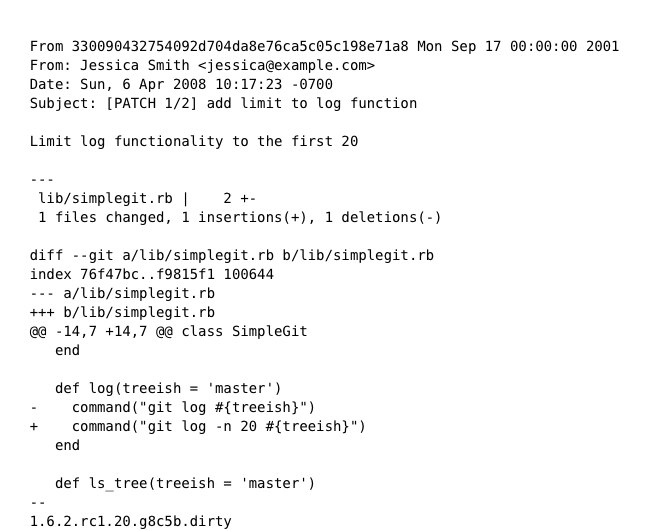 From 330090432754092d704da8e76ca5c05c198e71a8 Mon Sep 17 00:00:00 2001
From: Jessica Smith <jessica@example.com>
Date: Sun, 6 Apr 2008 10:17:23 -0700
Subject: [PATCH 1/2] add limit to log function

Limit log functionality to the first 20

---
 lib/simplegit.rb |    2 +-
 1 files changed, 1 insertions(+), 1 deletions(-)

diff --git a/lib/simplegit.rb b/lib/simplegit.rb
index 76f47bc..f9815f1 100644
--- a/lib/simplegit.rb
+++ b/lib/simplegit.rb
@@ -14,7 +14,7 @@ class SimpleGit
   end

   def log(treeish = 'master')
-    command("git log #{treeish}")
+    command("git log -n 20 #{treeish}")
   end

   def ls_tree(treeish = 'master')
--
1.6.2.rc1.20.g8c5b.dirty